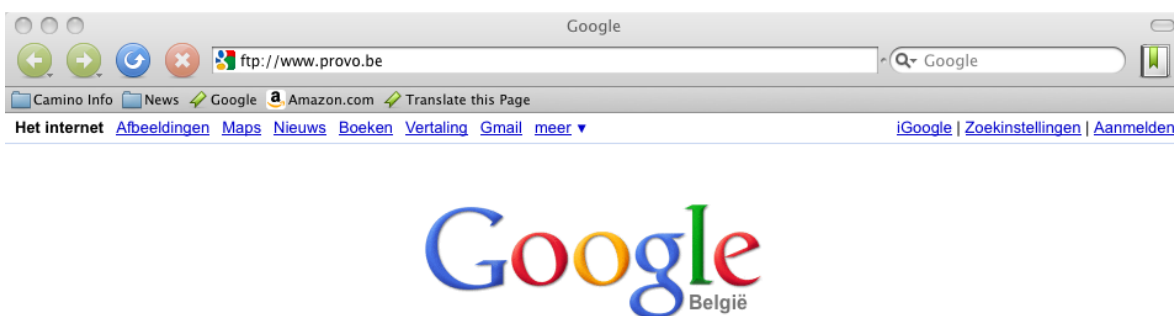 Google
ftp://www.provo.be Google
Camino Info News Google Amazon.com Translate this Page
Het internet Afbeeldingen Maps Nieuws Boeken Vertaling Gmail meer ▼ iGoogle | Zoekinstellingen | Aanmelden
Google
België